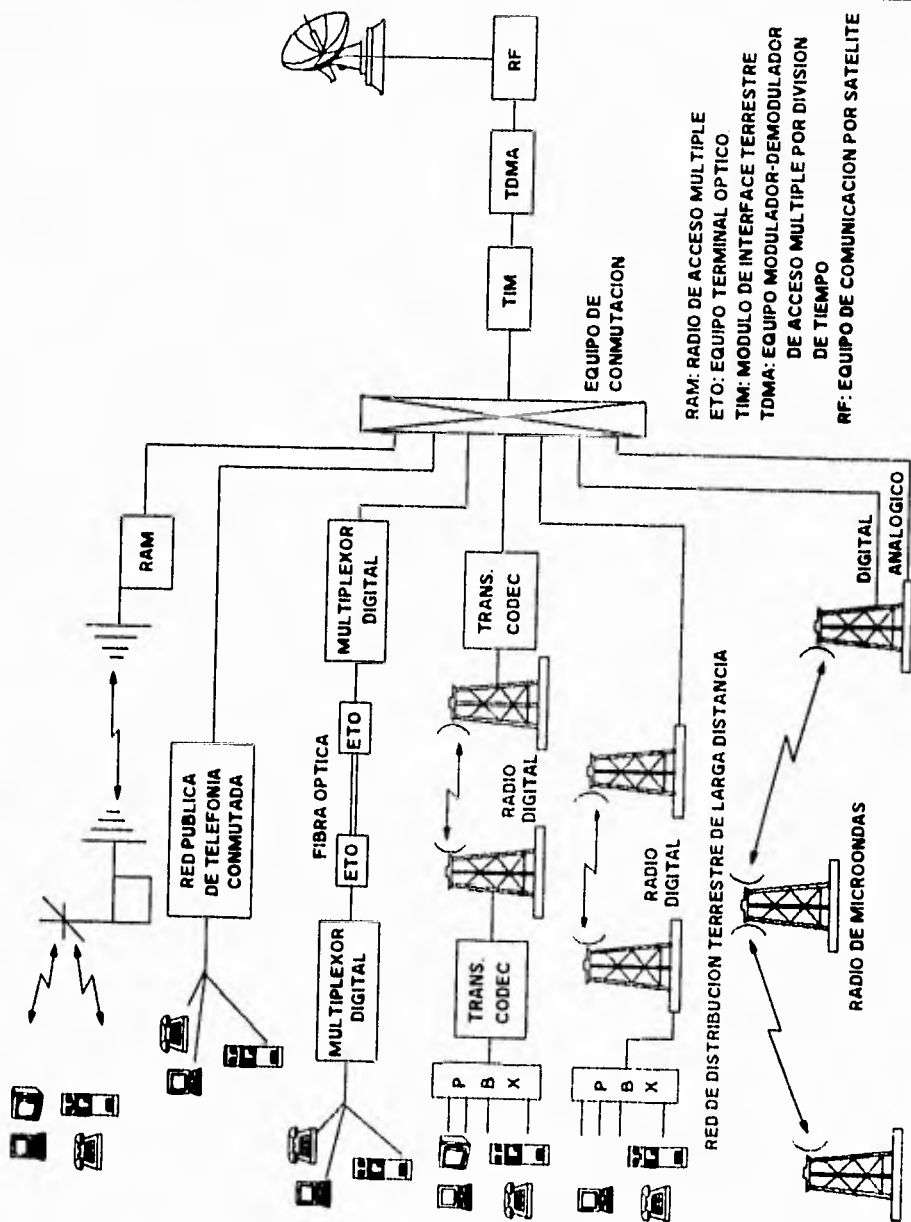 RAM
RED PUBLICA
DE TELEFONIA
CONMUTADA
MULTIPLEXOR
DIGITAL
ETO
FIBRA OPTICA
ETO
MULTIPLEXOR
DIGITAL
P
B
X
TRANS.
CODEC
RADIO
DIGITAL
TRANS.
CODEC
P
B
X
RADIO
DIGITAL
EQUIPO DE
CONMUTACION
TIM
TDMA
RF
RED DE DISTRIBUCION TERRESTRE DE LARGA DISTANCIA
RADIO DE MICROONDAS
DIGITAL
ANALOGICO
RAM: RADIO DE ACCESO MULTIPLE
ETO: EQUIPO TERMINAL OPTICO
TIM: MODULO DE INTERFACE TERRESTRE
TDMA: EQUIPO MODULADOR-DEMODULADOR
DE ACCESO MULTIPLE POR DIVISION
DE TIEMPO
RF: EQUIPO DE COMUNICACION POR SATELITE